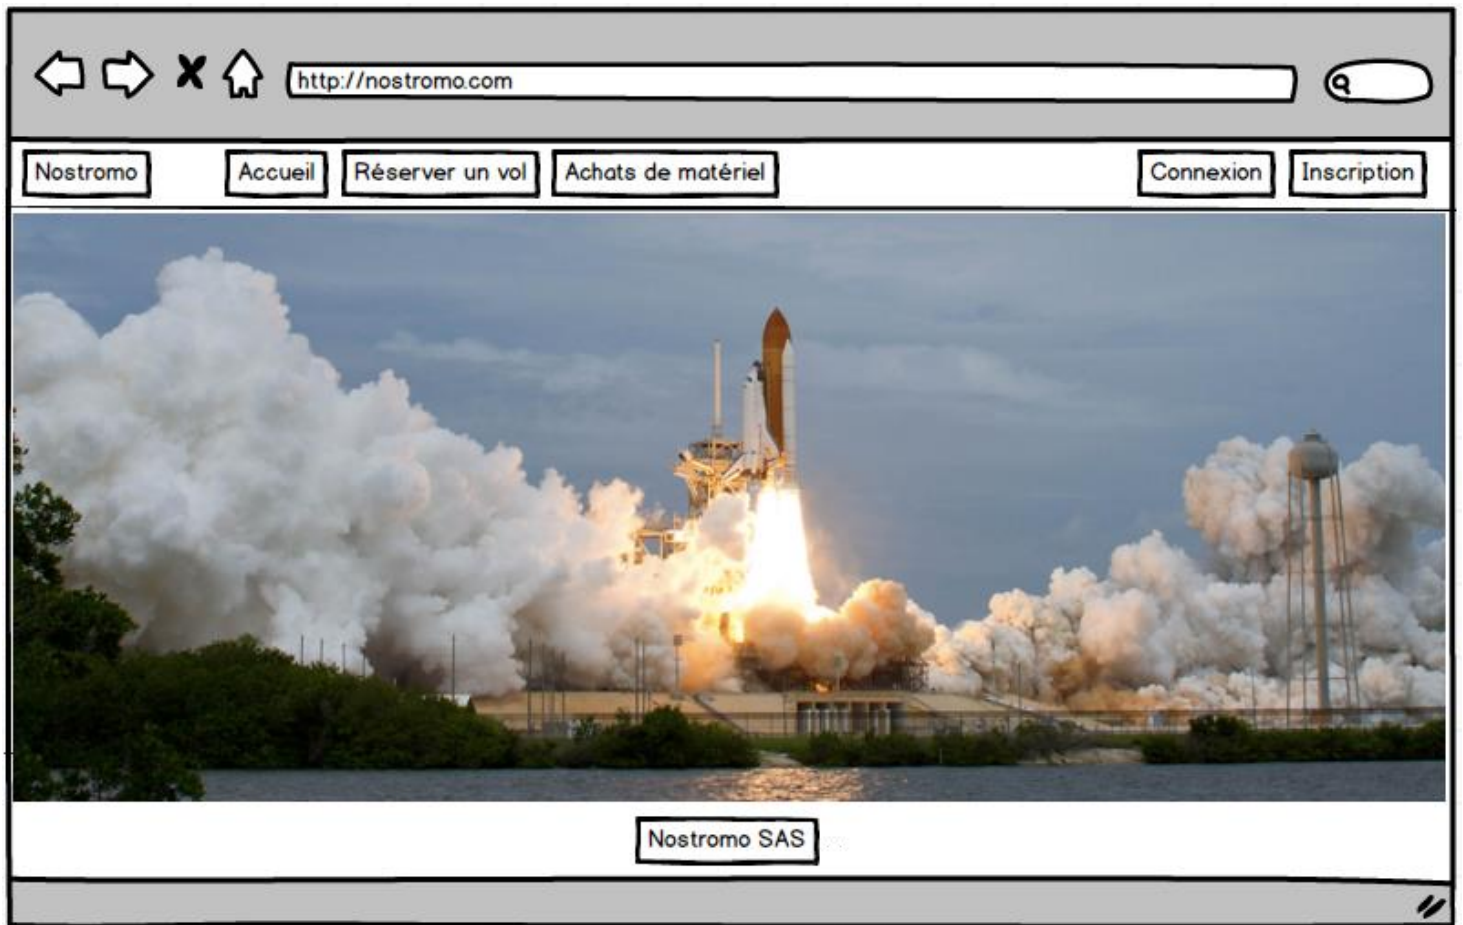 http://nostromo.com
Nostromo Accueil Réserver un vol Achats de matériel Connexion Inscription
Nostromo SAS